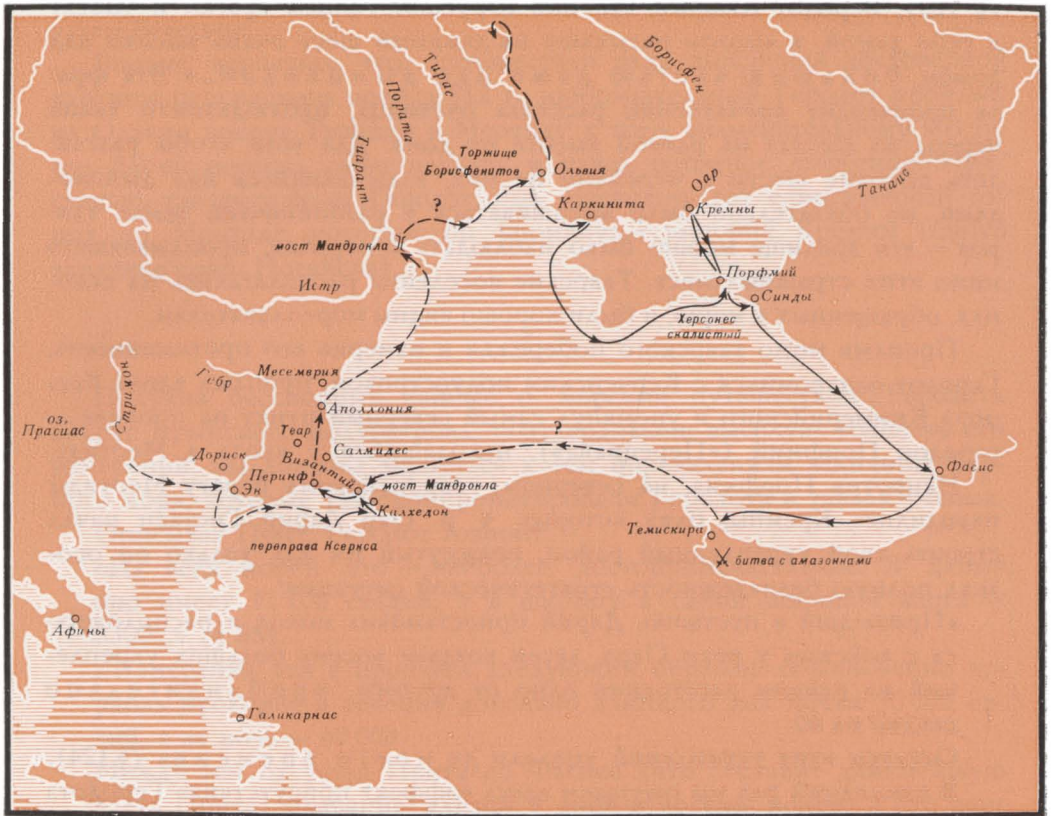 Борисфен
Тирас
Пората
Тиарант
Торжище
Борисфенитов
Ольвия
Каркинита
Оар
Кремны
Танаис
?
мост Мандрокла
Истр
Порфмий
Синды
Херсонес
скалистый
Месемврия
Аполлония
Стримон
Гебр
оз.
Прасиас
Теар
Салмидес
Дориск
Византий
Перинф
Эн
мост Мандрокла
Калхедон
?
Фасис
переправа Ксеркса
Темискира
битва с амазонками
Афины
Галикарнас